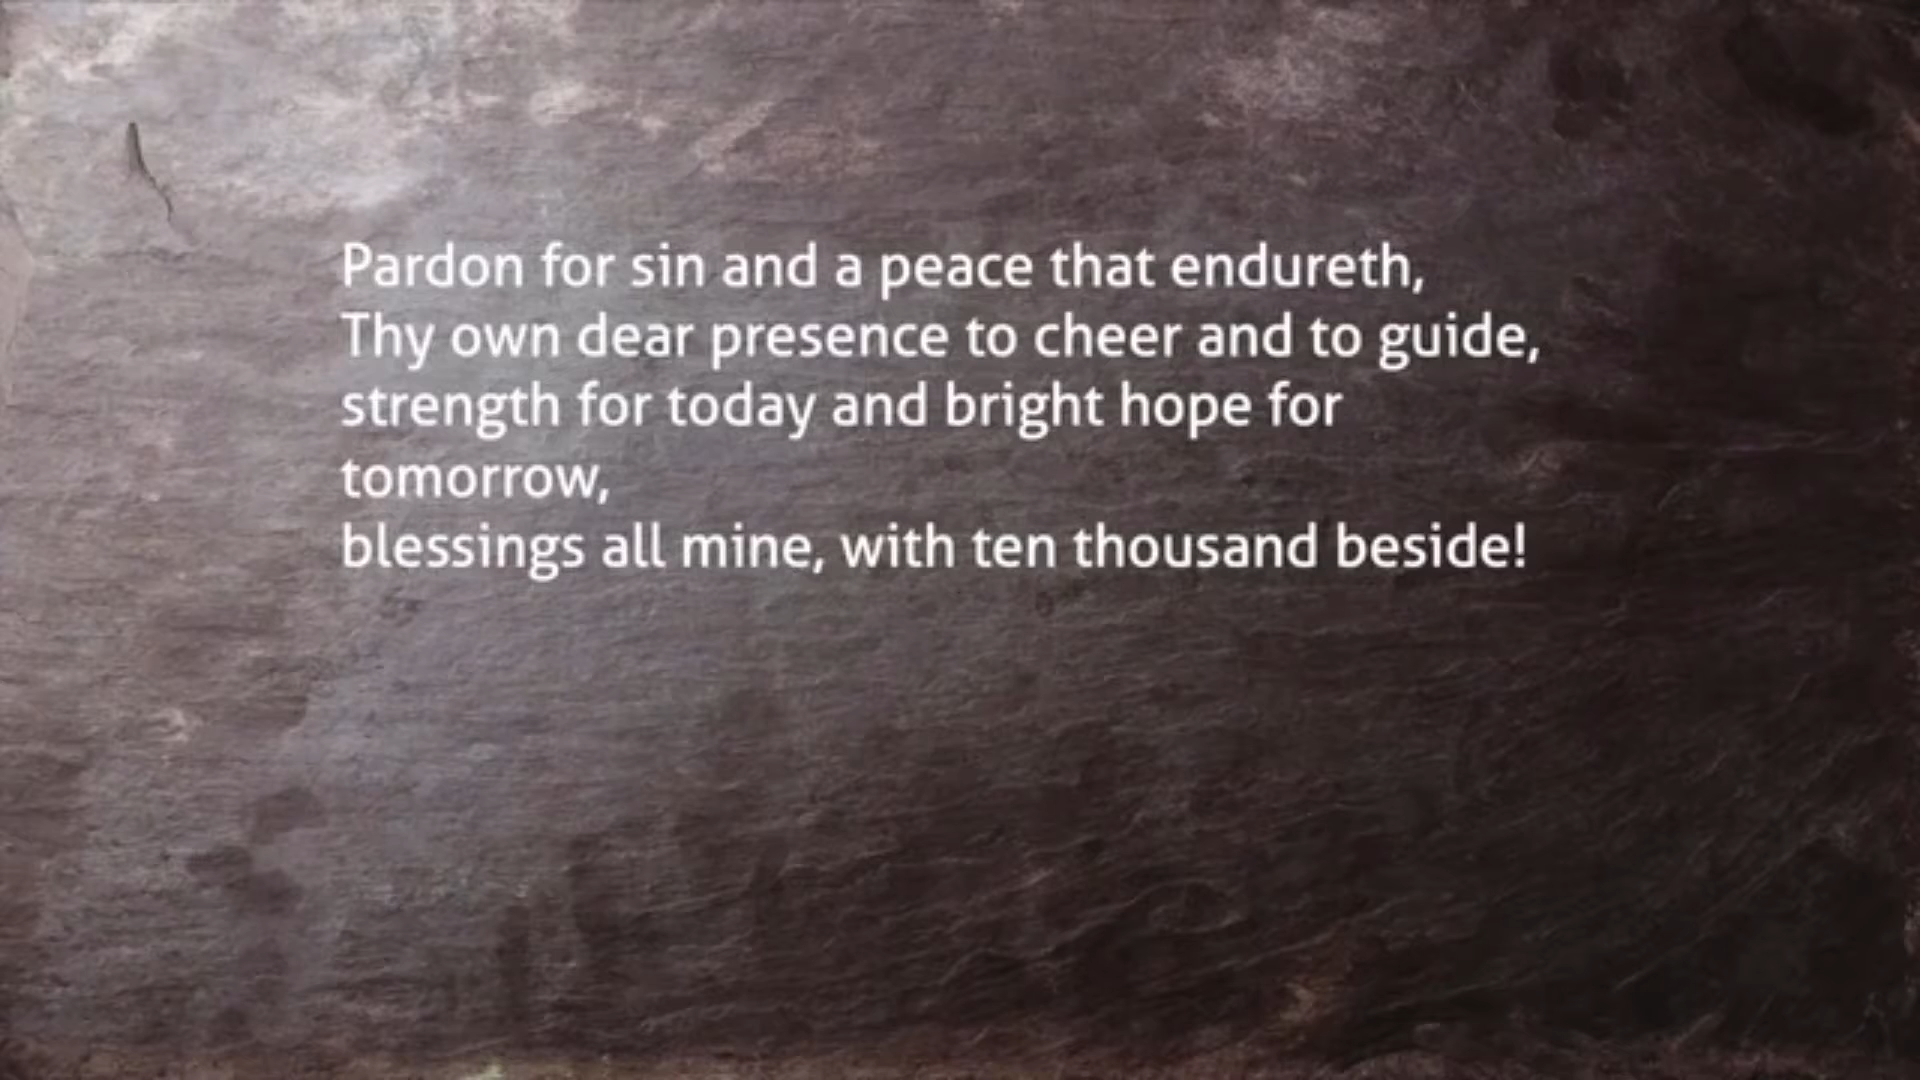 Pardon for sin and a peace that endureth,
Thy own dear presence to cheer and to guide,
strength for today and bright hope for
tomorrow,
blessings all mine, with ten thousand beside!